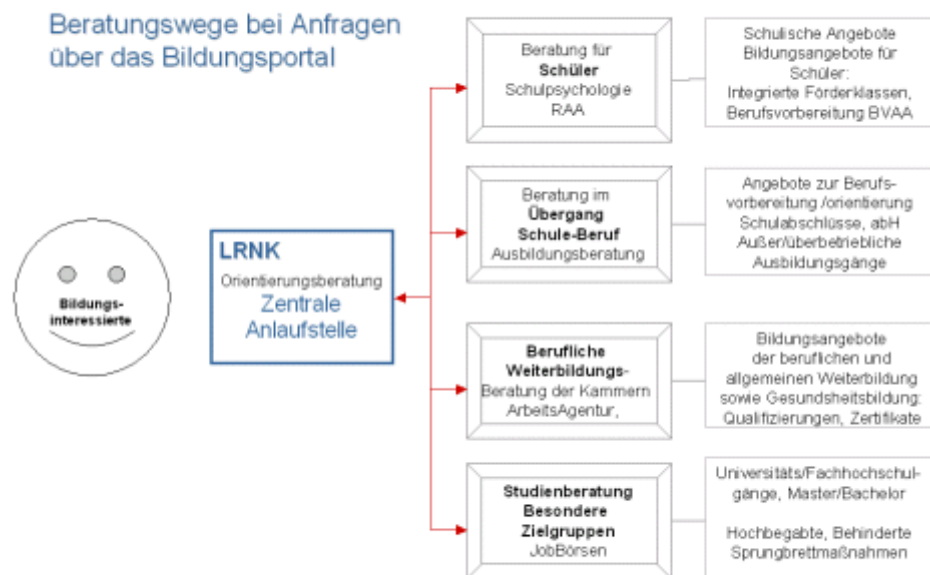 Beratungswege bei Anfragen
über das Bildungsportal
Bildungs-
interessierte
LRNK
Orientierungsberatung
Zentrale
Anlaufstelle
Beratung für
Schüler
Schulpsychologie
RAA
Schulische Angebote
Bildungsangebote für
Schüler:
Integrierte Förderklassen,
Berufsvorbereitung BVAA
Beratung im
Übergang
Schule-Beruf
Ausbildungsberatung
Angebote zur Berufs-
vorbereitung /orientierung
Schulabschlüsse, abH
Außer/überbetriebliche
Ausbildungsgänge
Berufliche
Weiterbildungs-
Beratung der Kammern
ArbeitsAgentur,
Bildungsangebote
der beruflichen und
allgemeinen Weiterbildung
sowie Gesundsheitsbildung:
Qualifizierungen, Zertifikate
Studienberatung
Besondere
Zielgruppen
JobBörsen
Universitäts/Fachhochschul-
gänge, Master/Bachelor
Hochbegabte, Behinderte
Sprungbrettmaßnahmen